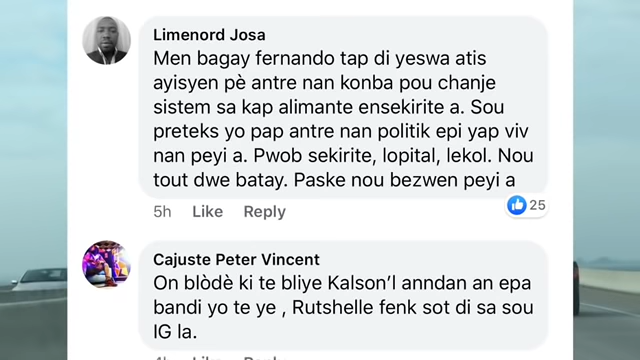 Limenord Josa
Men bagay fernando tap di yeswa atis
ayisyen pè antre nan konba pou chanje
sistem sa kap alimante ensekirite a. Sou
preteks yo pap antre nan politik epi yap viv
nan peyi a. Pwob sekirite, lopital, lekol. Nou
tout dwe batay. Paske nou bezwen peyi a
5h Like Reply 25
Cajuste Peter Vincent
On blòdè ki te bliye Kalson’l anndan an epa
bandi yo te ye , Rutshelle fenk sot di sa sou
IG la.